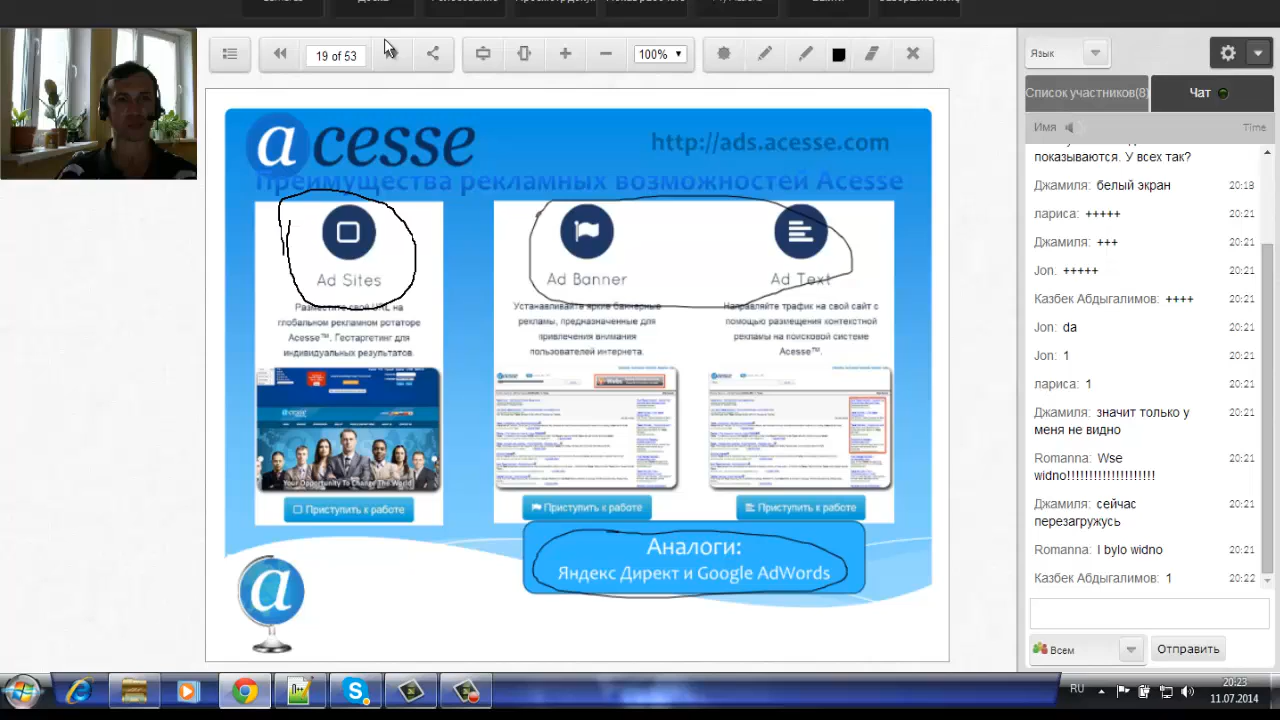 19 of 53
100%
Язык
Список участников(8)
Чат
Имя
Time
acesse
http://ads.acesse.com
Преимущества рекламных возможностей Acesse
Ad Sites
Разместите свой URL на
глобальном рекламном ротаторе
Acesse™. Геотаргетинг для
индивидуальных результатов.
Your Opportunity To Change The World
Приступить к работе
Ad Banner
Устанавливайте яркие баннерные
рекламы, предназначенные для
привлечения внимания
пользователей интернета.
Приступить к работе
Ad Text
Направляйте трафик на свой сайт с
помощью размещения контекстной
рекламы на поисковой системе
Acesse™.
Приступить к работе
Аналоги:
Яндекс Директ и Google AdWords
a
показываются. У всех так?
Джамиля: белый экран 20:18
лариса: +++++ 20:21
Джамиля: +++ 20:21
Jon: +++++ 20:21
Казбек Абдыгалимов: ++++ 20:21
Jon: da 20:21
Jon: 1 20:21
лариса: 1 20:21
Джамиля: значит только у 20:21
меня не видно
Romanna: Wse 20:21
Джамиля: сейчас 20:21
перезагружусь
Romanna: I bylo widno 20:21
Казбек Абдыгалимов: 1 20:22
Всем
Отправить
RU
20:23
11.07.2014